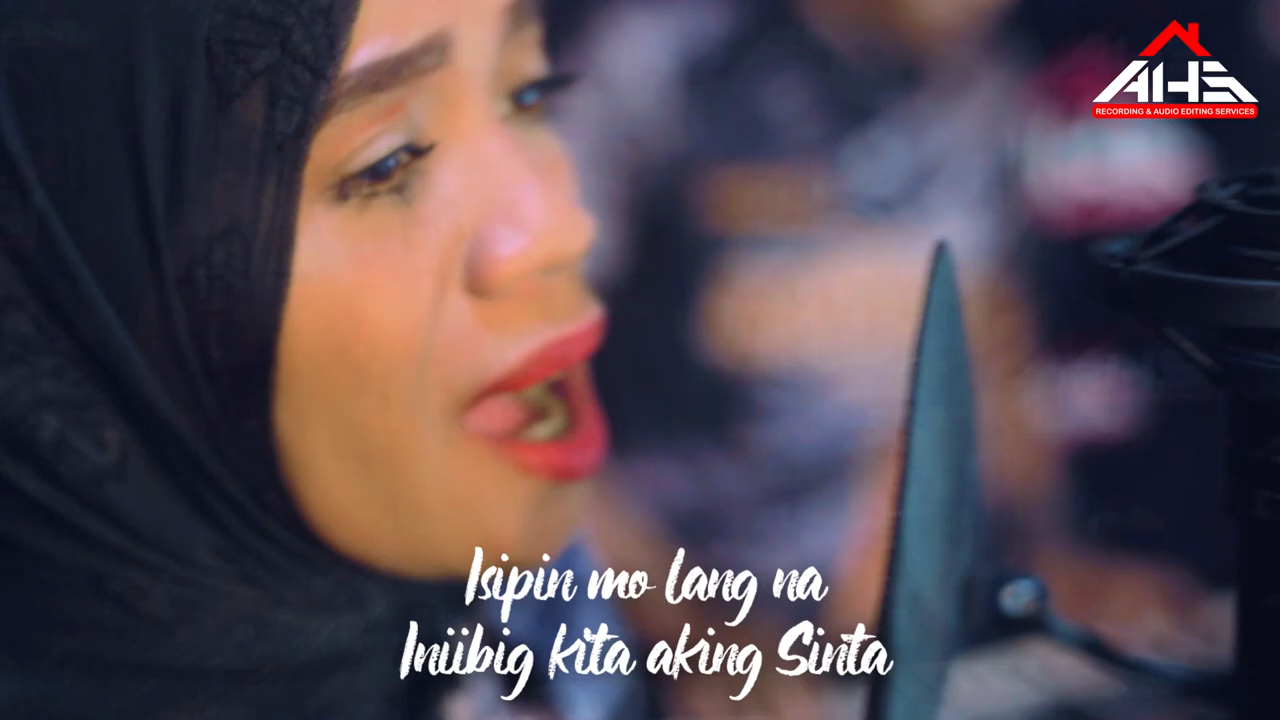 AHS
RECORDING & AUDIO EDITING SERVICES
Isipin mo lang na
Iniibig kita aking Sinta